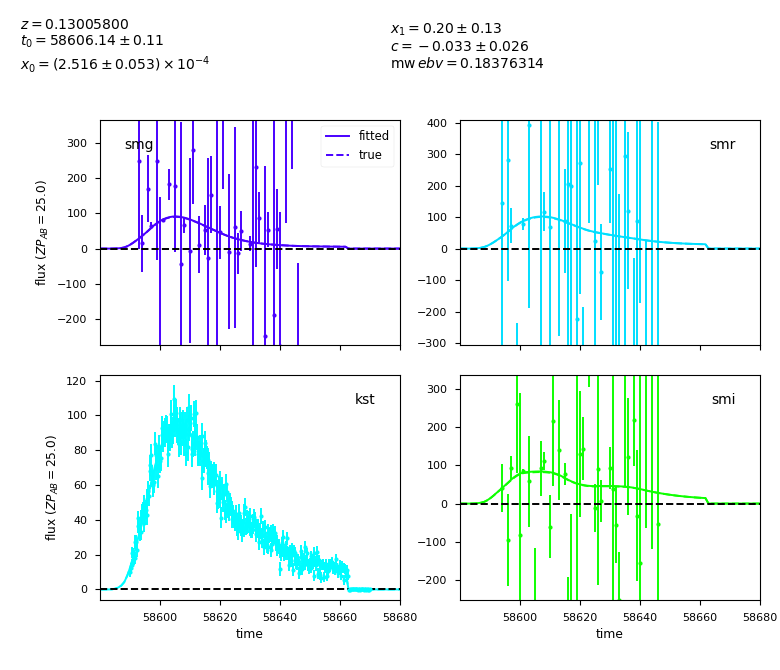 z = 0.13005800
t₀ = 58606.14 ± 0.11
x₀ = (2.516 ± 0.053) × 10⁻⁴
x₁ = 0.20 ± 0.13
c = −0.033 ± 0.026
mw ebv = 0.18376314
smg
fitted
true
300
200
100
0
−100
−200
flux (ZP_AB = 25.0)
smr
400
300
200
100
0
−100
−200
−300
kst
120
100
80
60
40
20
0
flux (ZP_AB = 25.0)
58600 58620 58640 58660 58680
time
smi
300
200
100
0
−100
−200
58600 58620 58640 58660 58680
time